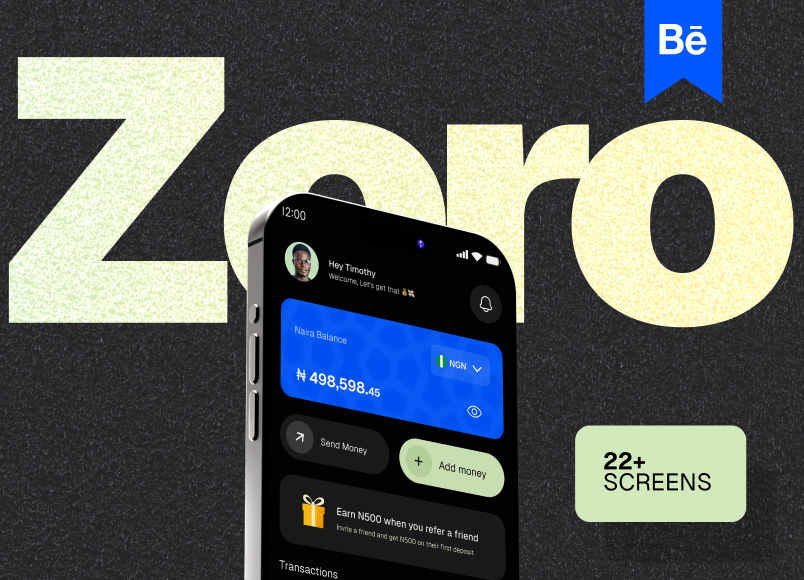 Bē
Zero
12:00
Hey Timothy
Welcome, Let's get that 💰💸
Naira Balance
NGN
₦ 498,598.45
Send Money
Add money
Earn N500 when you refer a friend
Invite a friend and get N500 on their first deposit
Transactions
22+
SCREENS